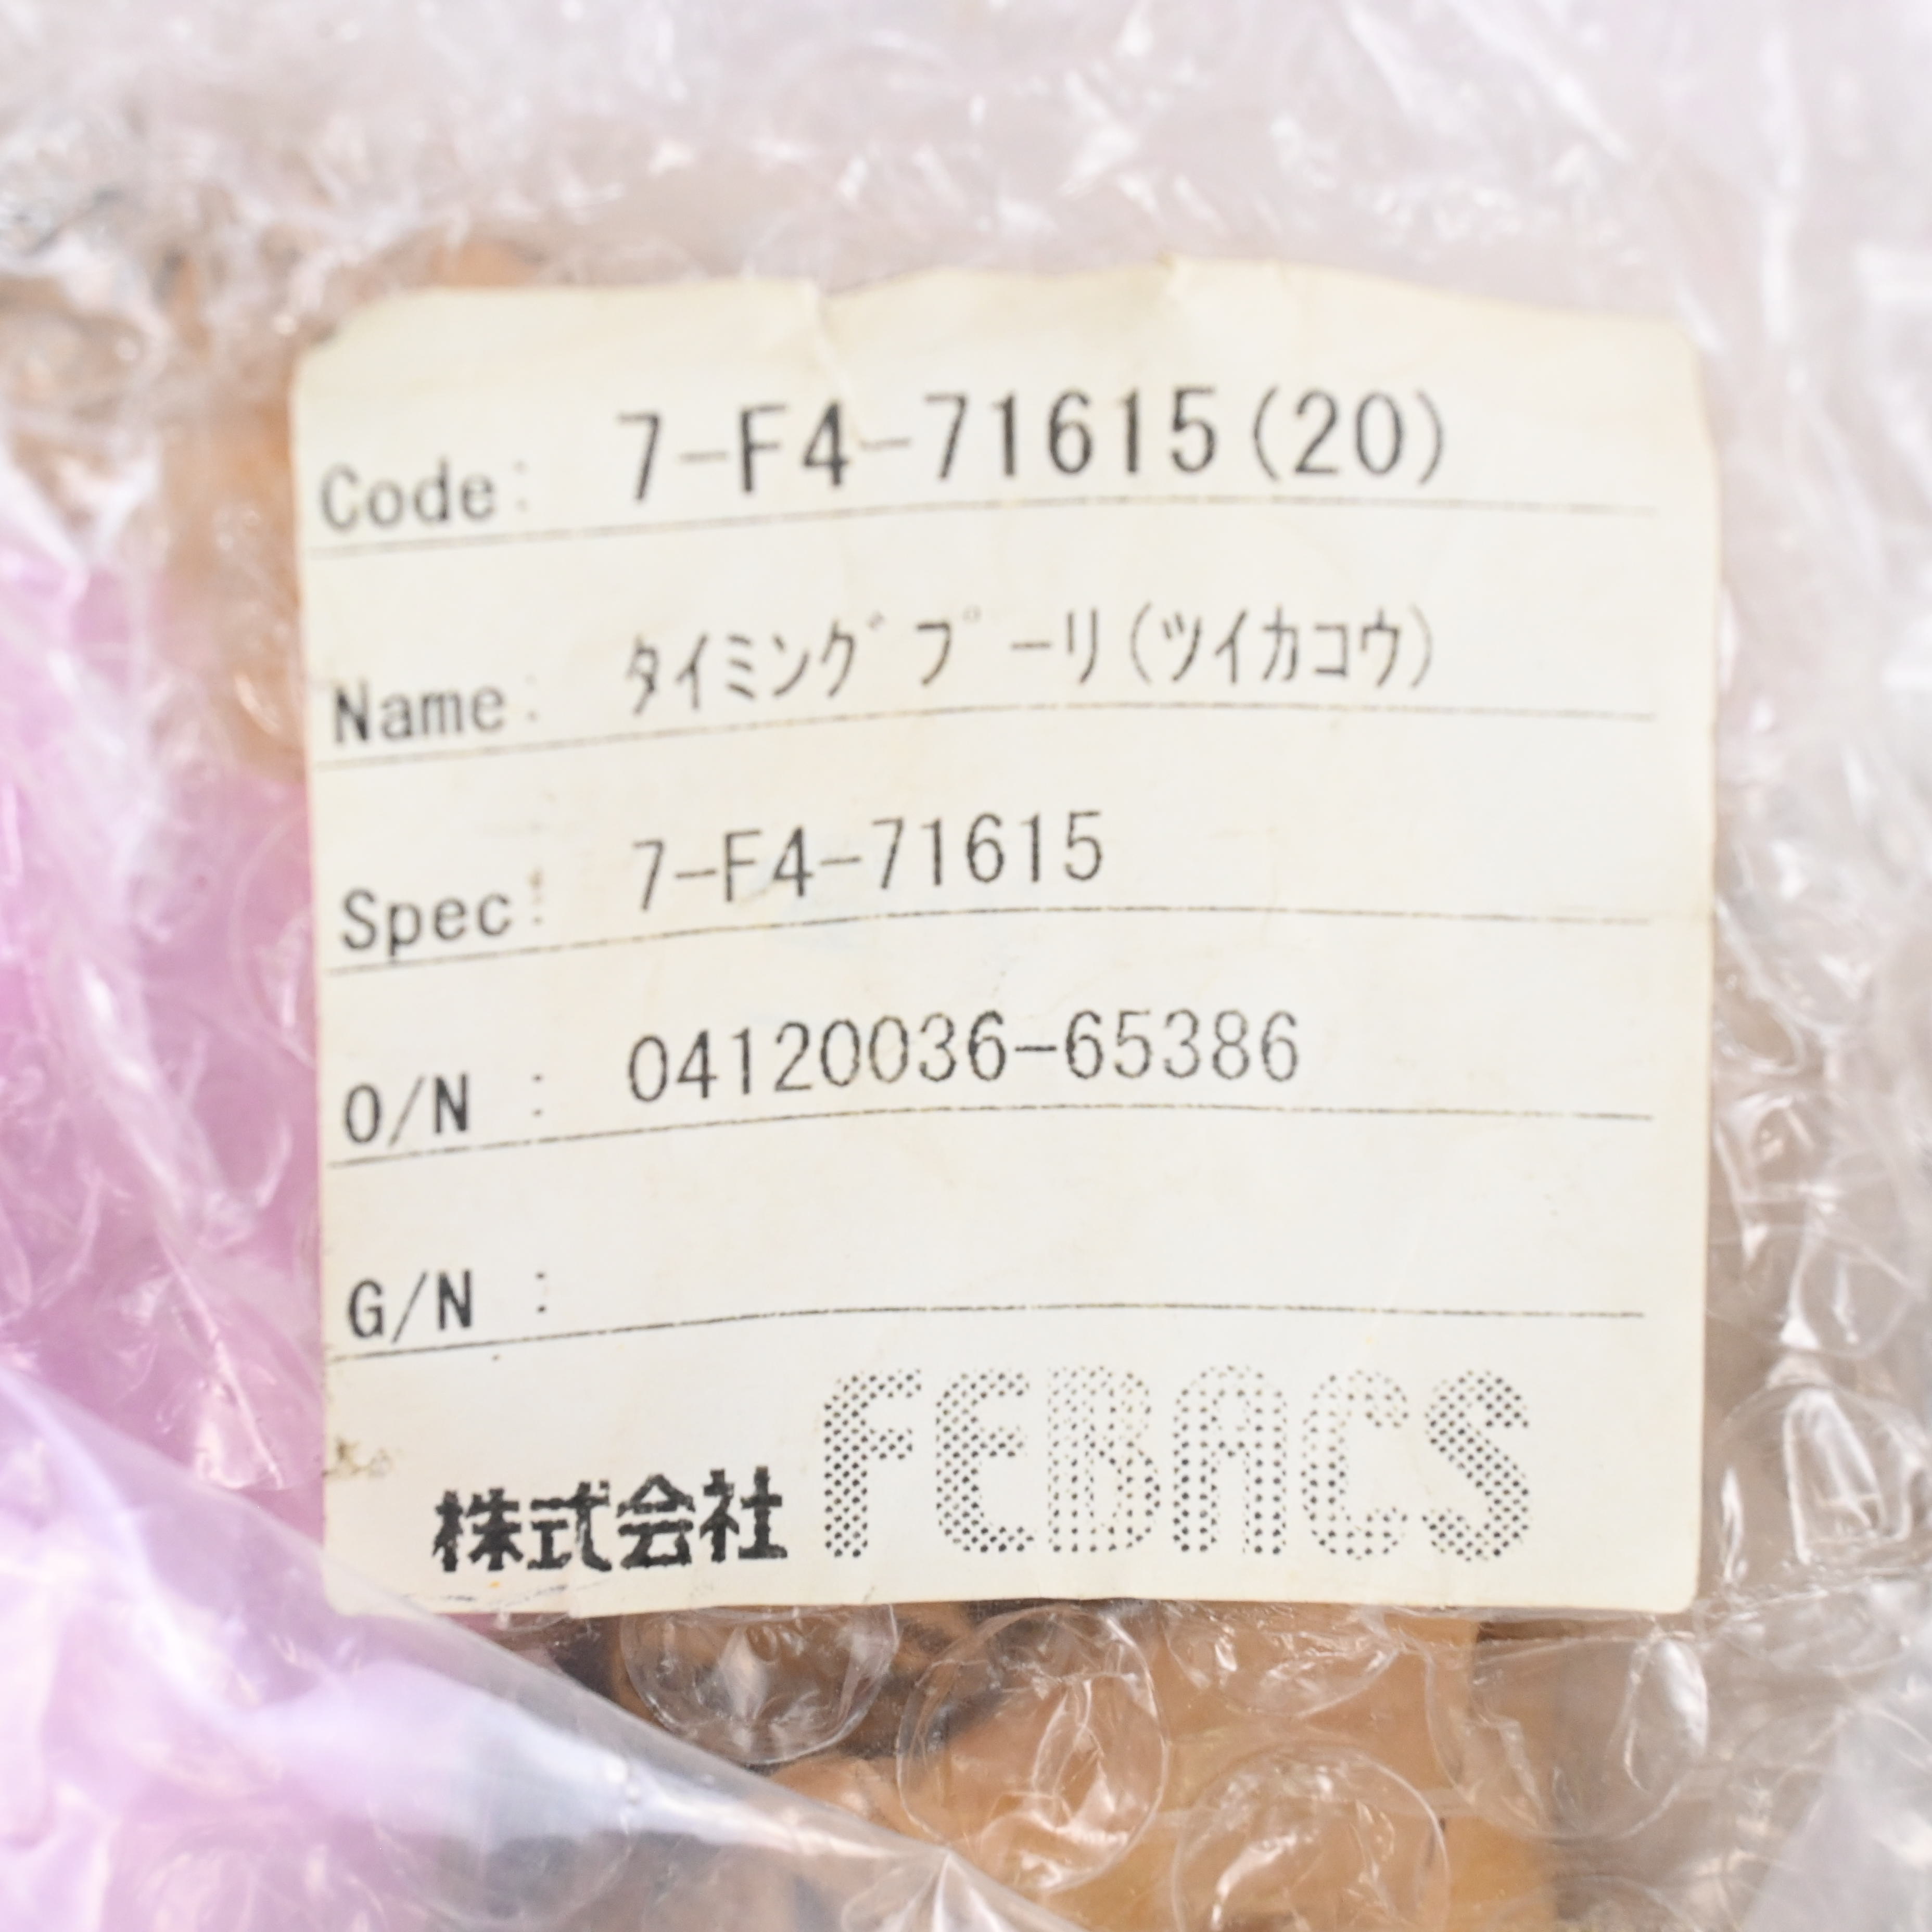 Code: 7-F4-71615(20)
Name: ﾀｲﾐﾝｸﾞﾌﾟｰﾘ(ﾂｲｶｺｳ)
Spec: 7-F4-71615
O/N : 04120036-65386
G/N :
株式会社 FEBACS